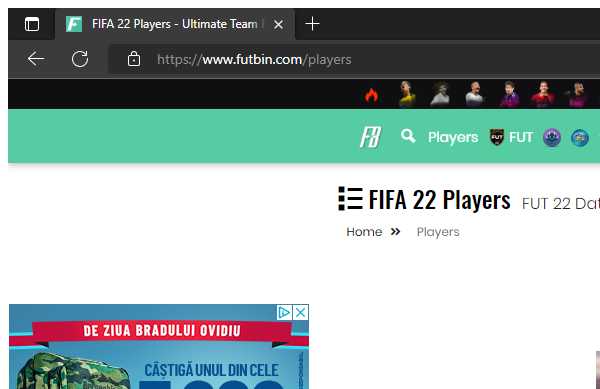 FIFA 22 Players - Ultimate Team
https://www.futbin.com/players
FB Players FUT FUT
FIFA 22 Players FUT 22 Dat
Home » Players
DE ZIUA BRADULUI OVIDIU
CÂȘTIGĂ UNUL DIN CELE